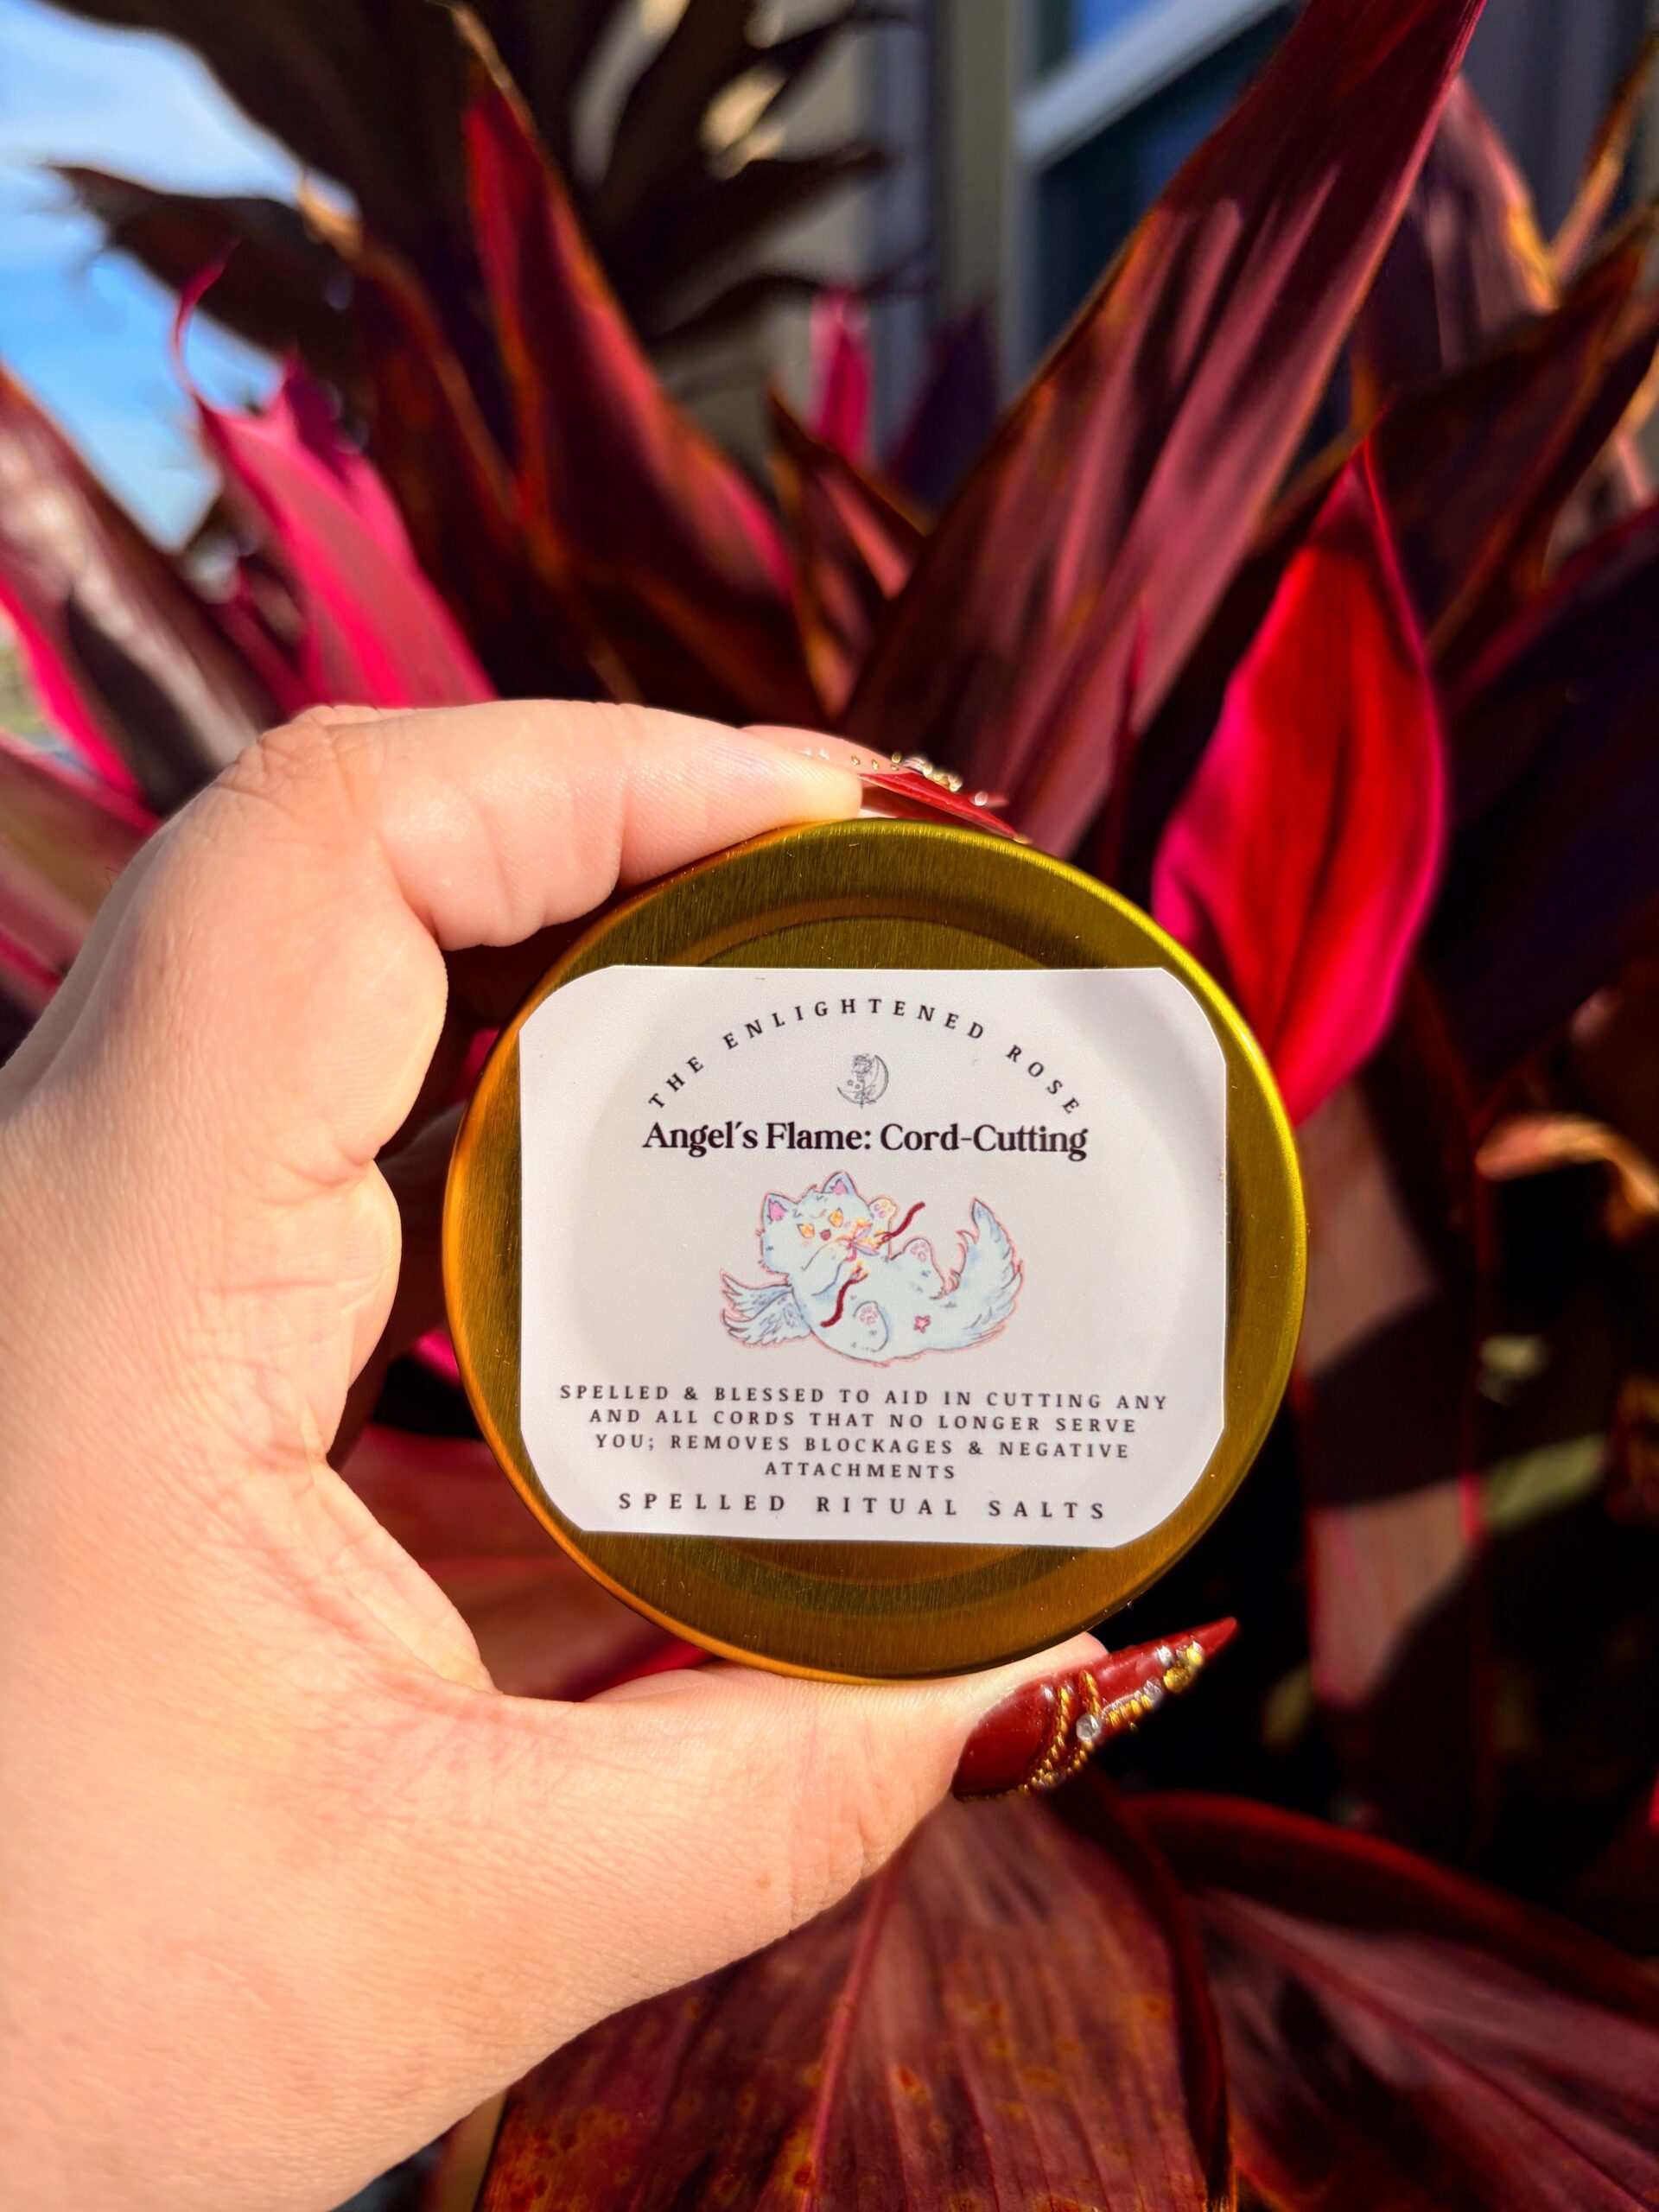 THE ENLIGHTENED ROSE
Angel´s Flame: Cord-Cutting
SPELLED & BLESSED TO AID IN CUTTING ANY
AND ALL CORDS THAT NO LONGER SERVE
YOU; REMOVES BLOCKAGES & NEGATIVE
ATTACHMENTS
SPELLED RITUAL SALTS